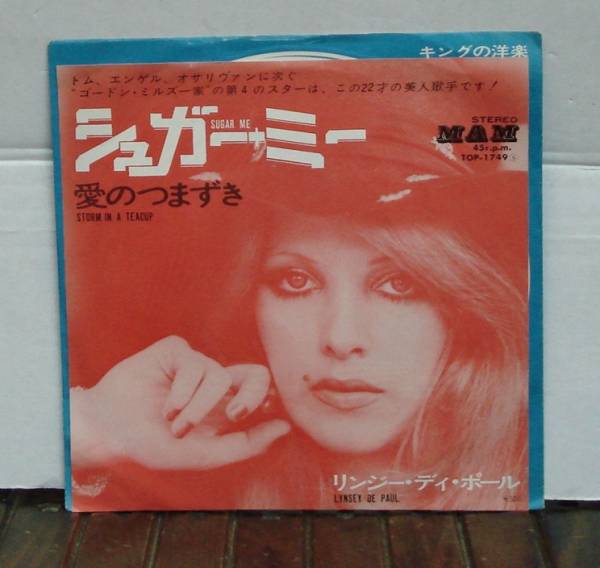 キングの洋楽
トム、エンゲル、オサリヴァンに次ぐ
"ゴードン・ミルズ一家"の第4のスターは、この22才の英人歌手です!
シュガー・ミー
SUGAR ME
愛のつまずき
STORM IN A TEACUP
STEREO
MAM
45r.p.m.
TOP-1749
リンジー・ディ・ポール
LYNSEY DE PAUL